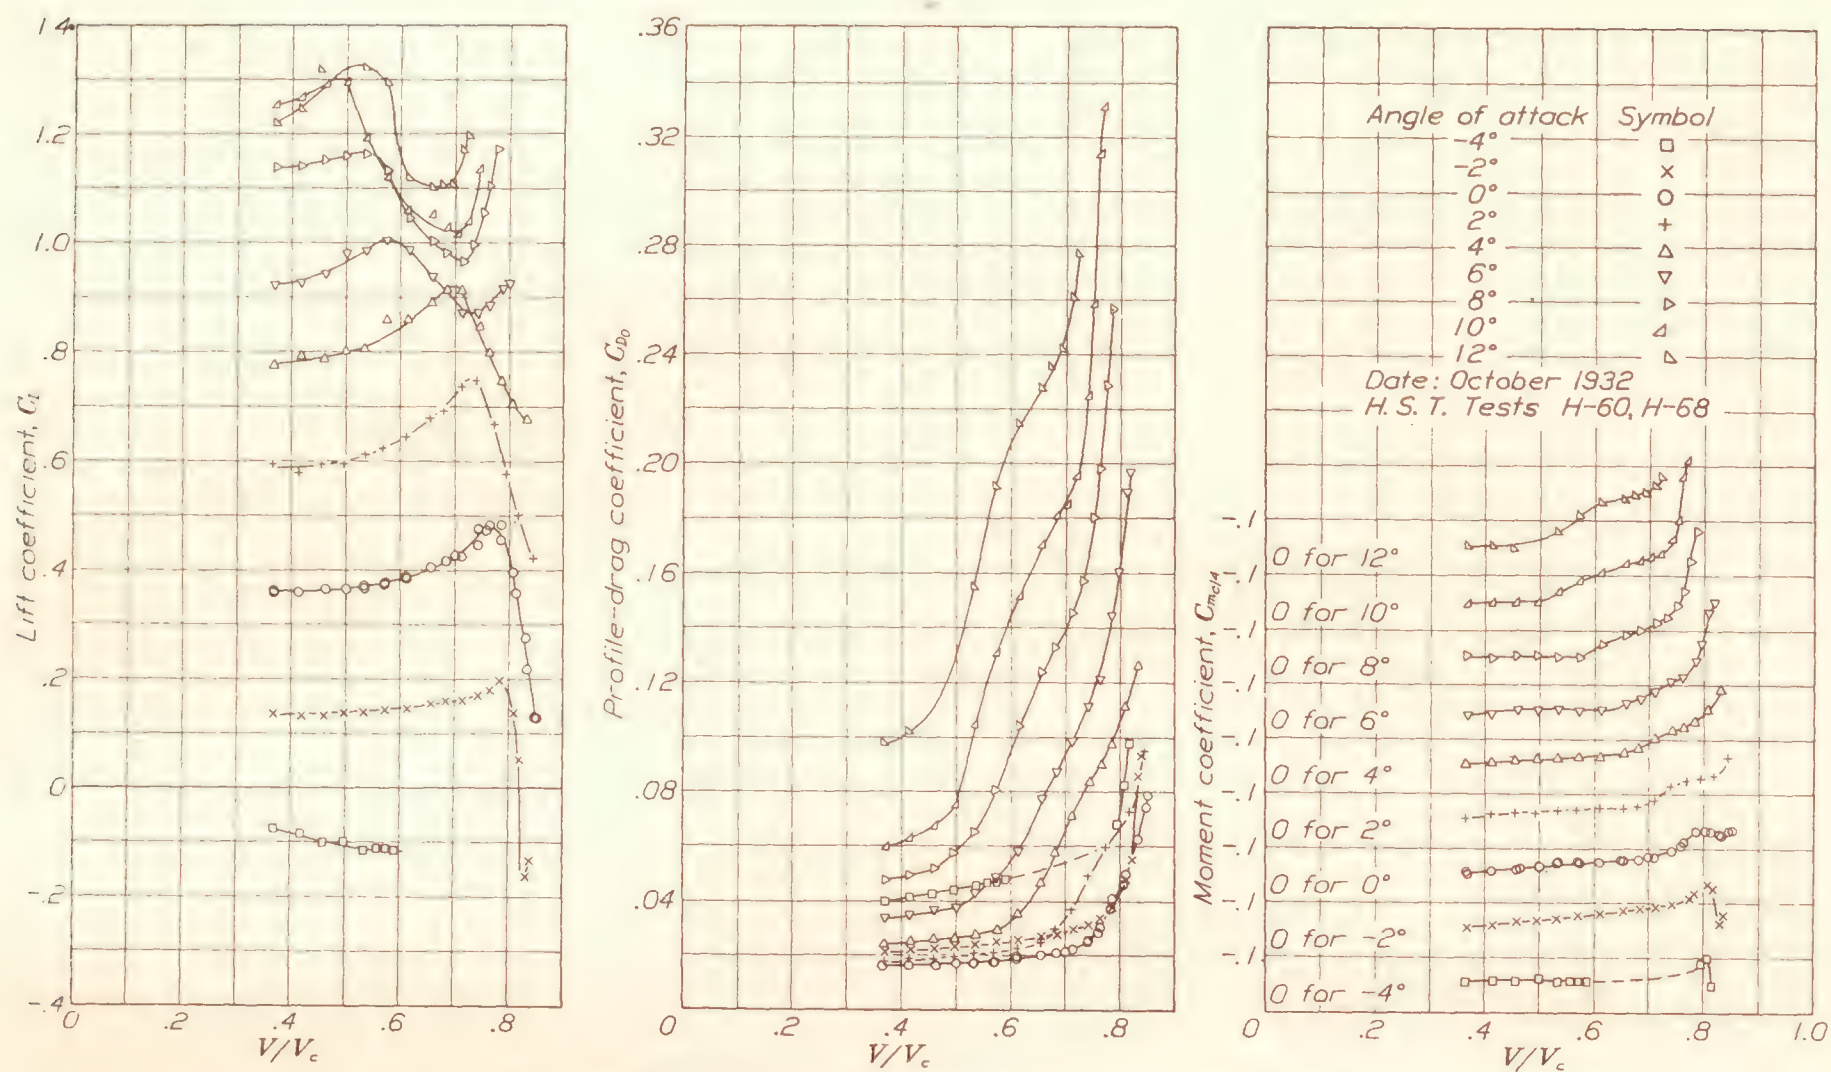 1.4
1.2
1.0
.8
.6
.4
.2
0
-.2
-.4
Lift coefficient, C_L
0 .2 .4 .6 .8
V/V_c
.36
.32
.28
.24
.20
.16
.12
.08
.04
Profile-drag coefficient, C_D₀
0 .2 .4 .6 .8
V/V_c
Angle of attack Symbol
-4° □
-2° ×
0° ○
2° +
4° △
6° ▽
8° ▷
10° ◁
12° ◺
Date: October 1932
H.S.T. Tests H-60, H-68
-.1
0 for 12°
-.1
0 for 10°
-.1
0 for 8°
-.1
0 for 6°
-.1
0 for 4°
-.1
0 for 2°
-.1
0 for 0°
-.1
0 for -2°
-.1
0 for -4°
Moment coefficient, C_m c/4
0 .2 .4 .6 .8 1.0
V/V_c